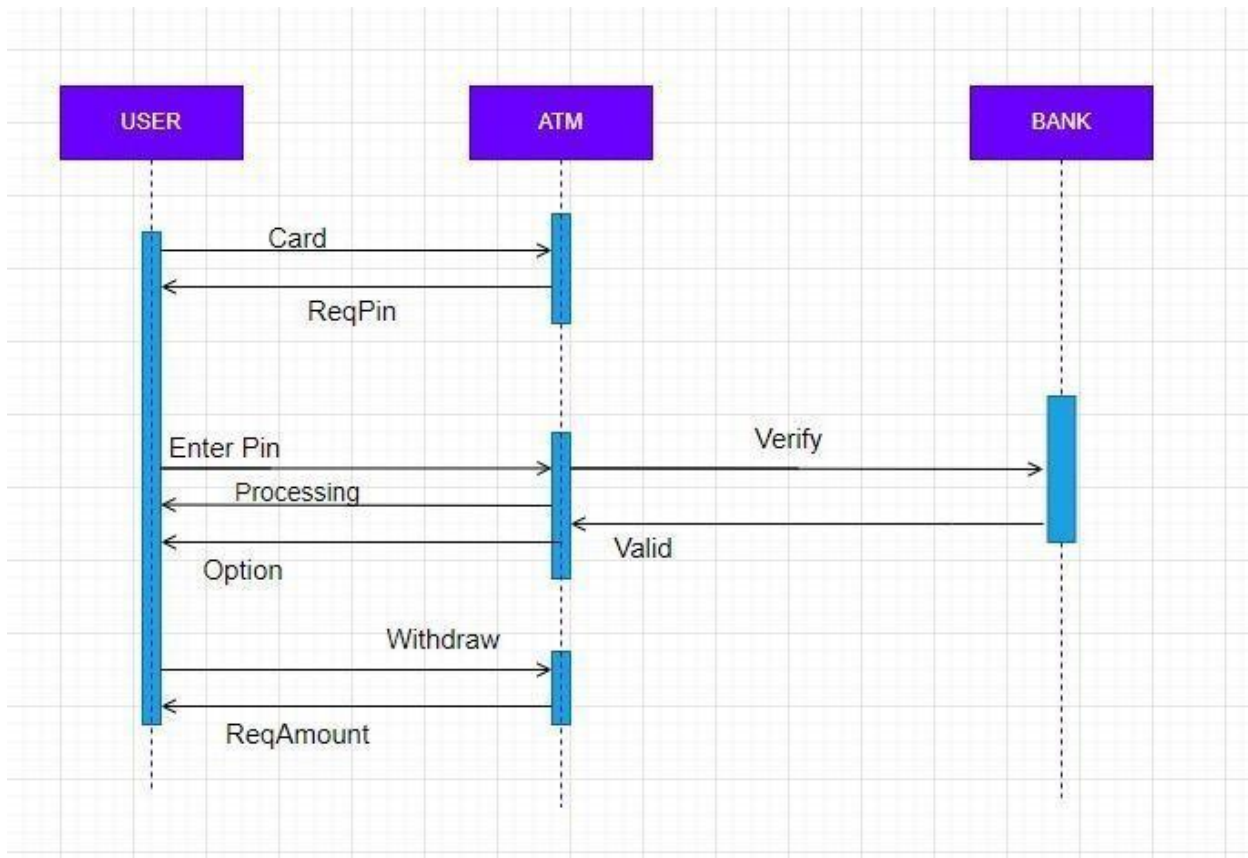 USER
ATM
BANK
Card
ReqPin
Enter Pin
Verify
Processing
Valid
Option
Withdraw
ReqAmount